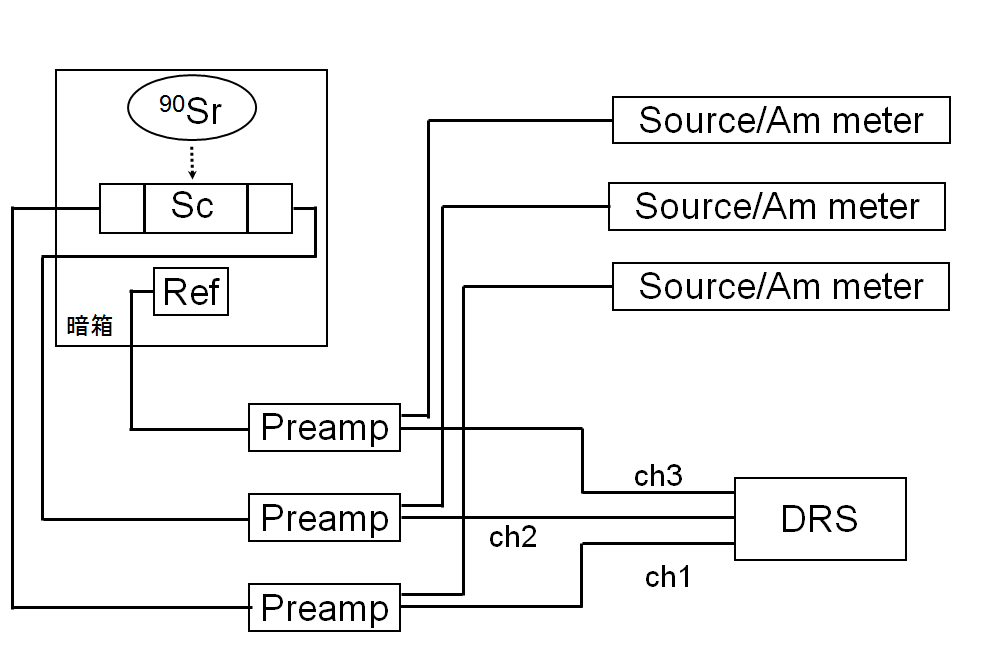 ⁹⁰Sr
Source/Am meter
Sc
Source/Am meter
Ref
Source/Am meter
暗箱
Preamp
ch3
Preamp
ch2
DRS
ch1
Preamp